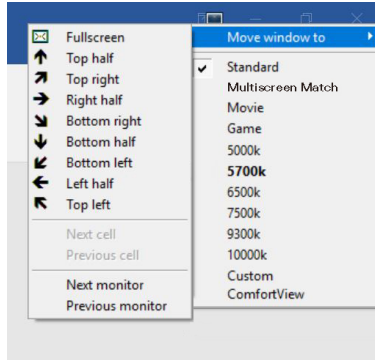 Fullscreen
Top half
Top right
Right half
Bottom right
Bottom half
Bottom left
Left half
Top left
Next cell
Previous cell
Next monitor
Previous monitor
Move window to
Standard
Multiscreen Match
Movie
Game
5000k
5700k
6500k
7500k
9300k
10000k
Custom
ComfortView